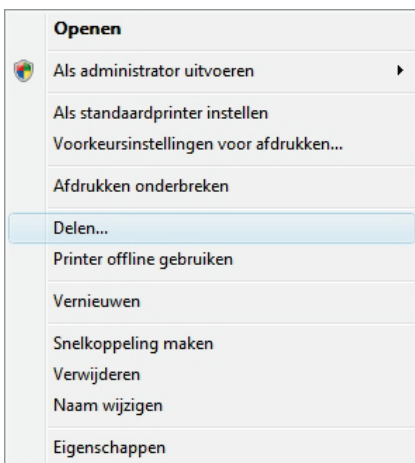 Openen
Als administrator uitvoeren
Als standaardprinter instellen
Voorkeursinstellingen voor afdrukken...
Afdrukken onderbreken
Delen...
Printer offline gebruiken
Vernieuwen
Snelkoppeling maken
Verwijderen
Naam wijzigen
Eigenschappen